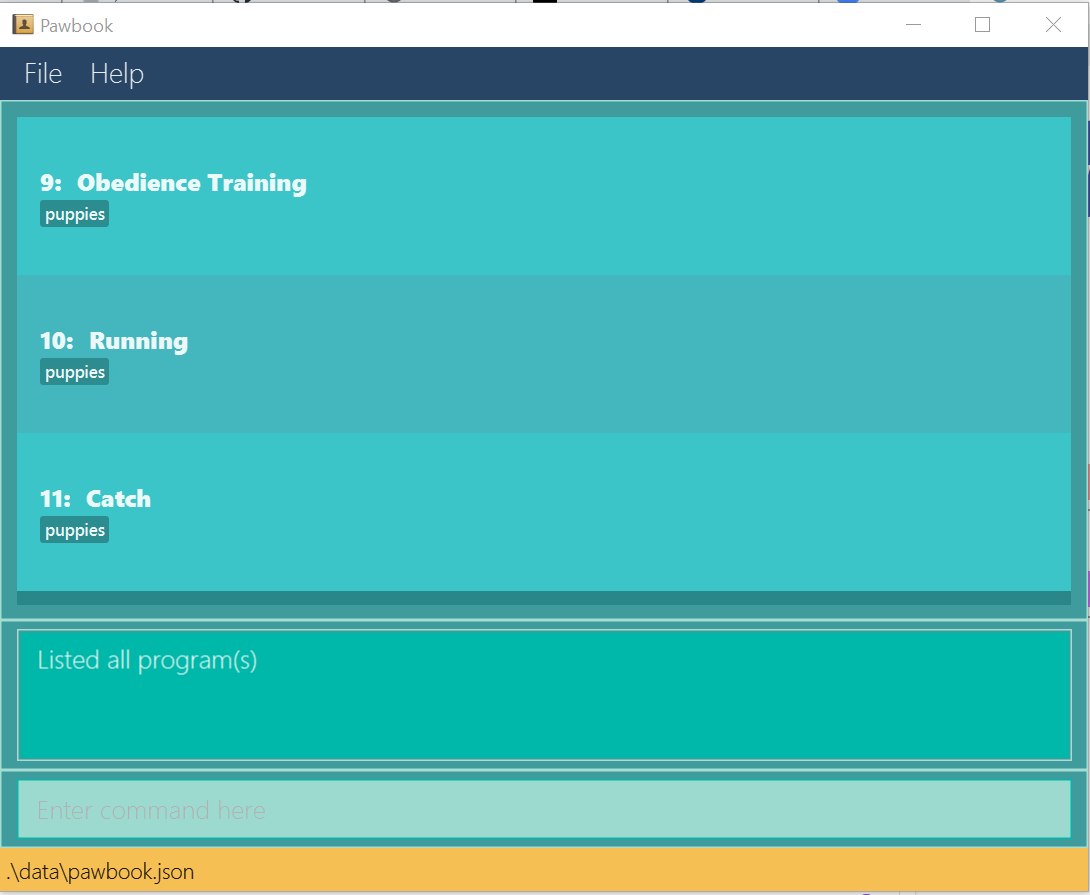 Pawbook
File Help
9: Obedience Training
puppies
10: Running
puppies
11: Catch
puppies
Listed all program(s)
Enter command here
.\data\pawbook.json